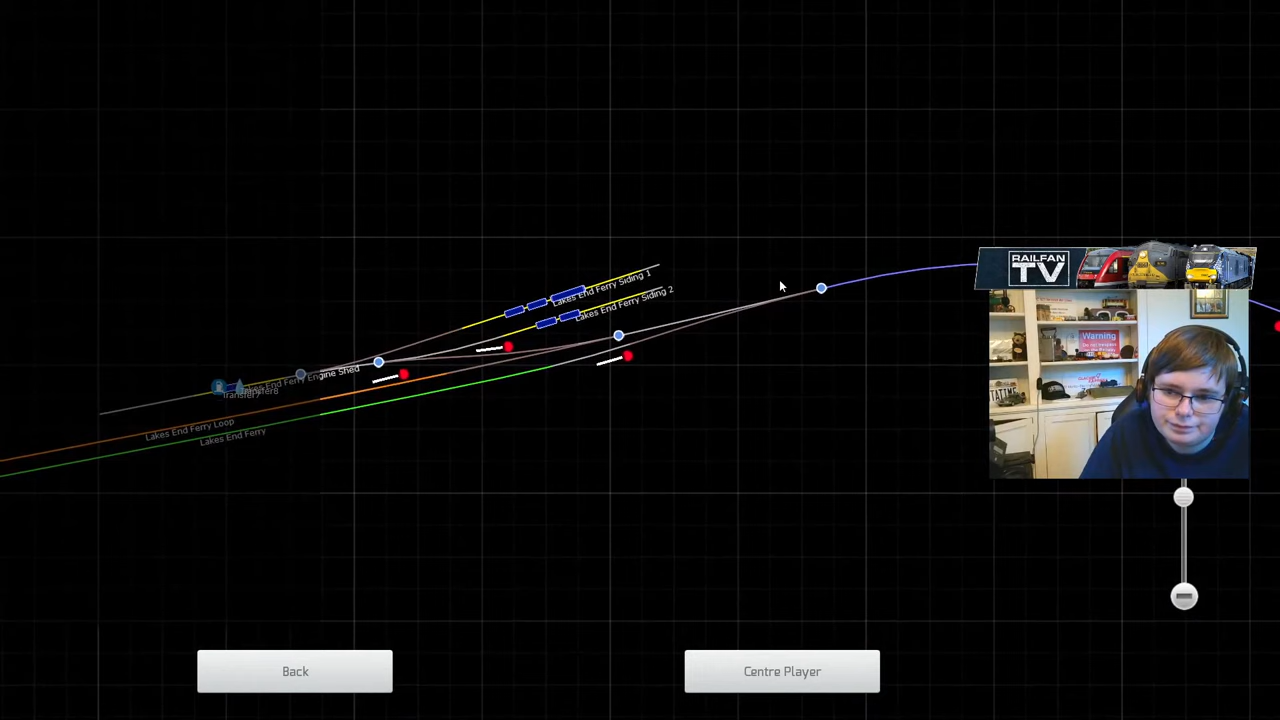 Lakes End Ferry Siding 1
Lakes End Ferry Siding 2
Lakes End Ferry Engine Shed
Lakes End Ferry Loop
Lakes End Ferry
RAILFAN
TV
Warning
Back
Centre Player